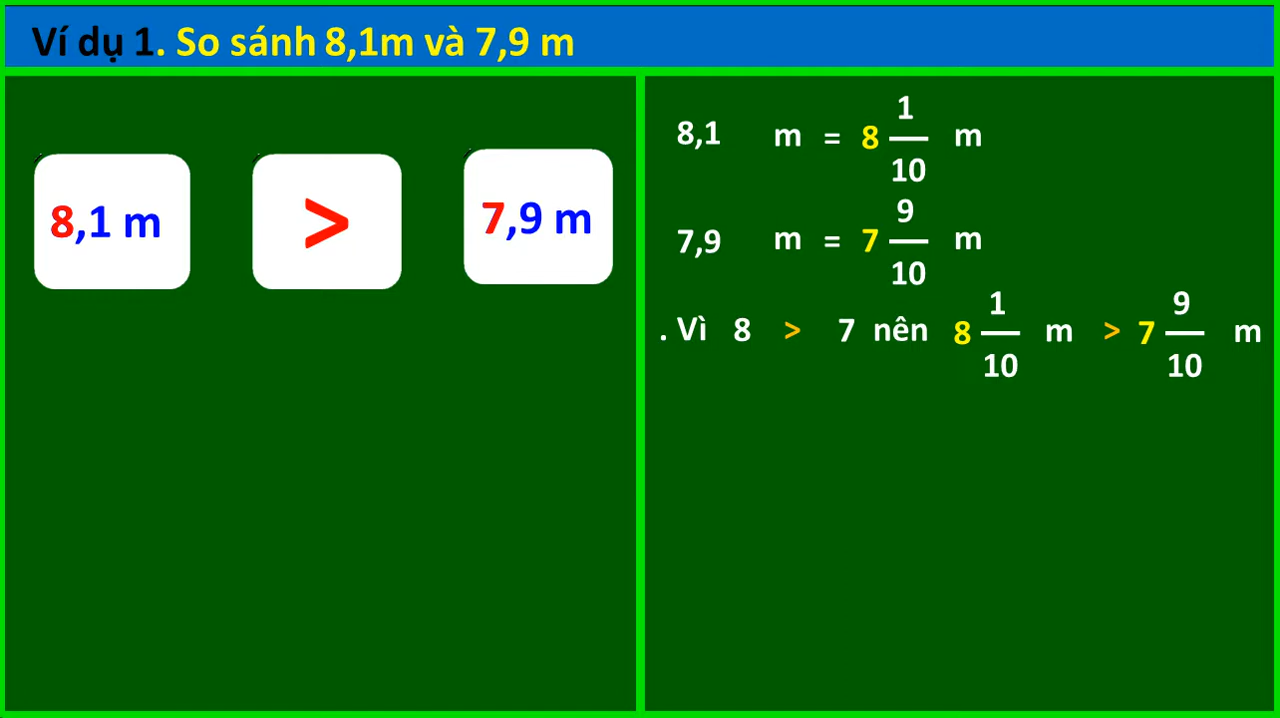 Ví dụ 1. So sánh 8,1m và 7,9 m
8,1 m > 7,9 m
8,1 m = 8 1/10 m
7,9 m = 7 9/10 m
. Vì 8 > 7 nên 8 1/10 m > 7 9/10 m